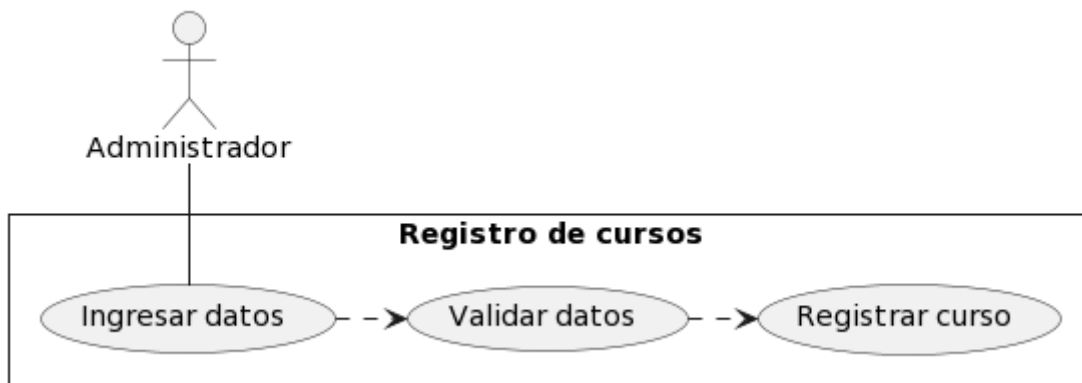 Administrador
Registro de cursos
Ingresar datos
Validar datos
Registrar curso